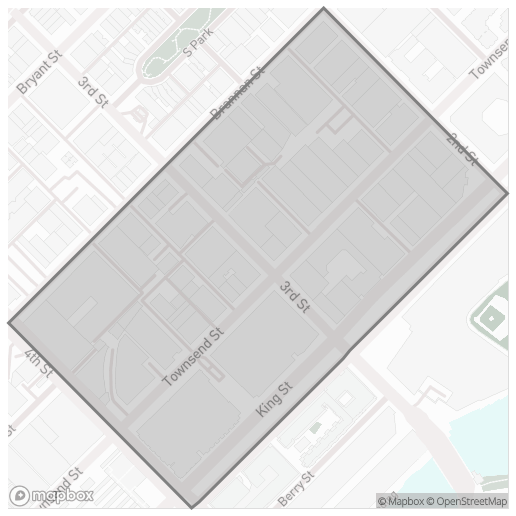 S Park
Bryant St
3rd St
Brannan St
Townsen
2nd St
3rd St
4th St
Townsend St
King St
St
wnsend St
Berry St
mapbox
© Mapbox © OpenStreetMap